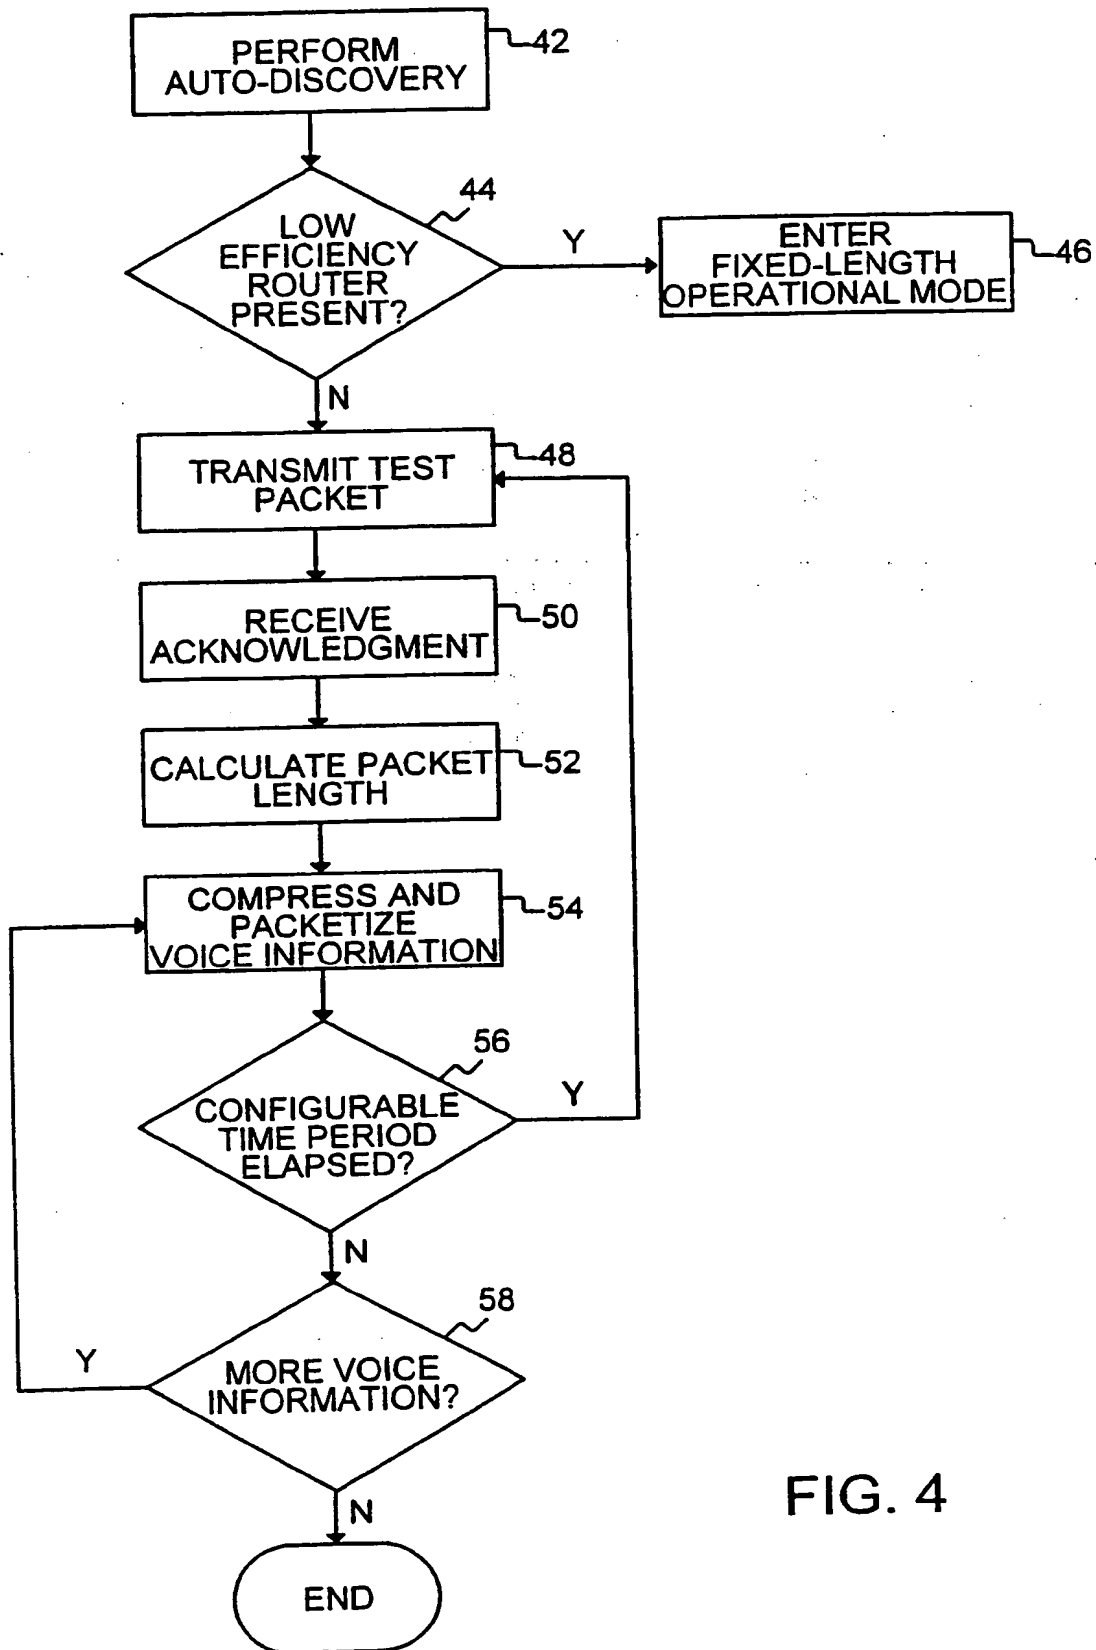 PERFORM
AUTO-DISCOVERY
42
44
LOW
EFFICIENCY
ROUTER
PRESENT?
Y
ENTER
FIXED-LENGTH
OPERATIONAL MODE
46
N
48
TRANSMIT TEST
PACKET
50
RECEIVE
ACKNOWLEDGMENT
52
CALCULATE PACKET
LENGTH
54
COMPRESS AND
PACKETIZE
VOICE INFORMATION
56
CONFIGURABLE
TIME PERIOD
ELAPSED?
Y
N
58
MORE VOICE
INFORMATION?
Y
N
END
FIG. 4